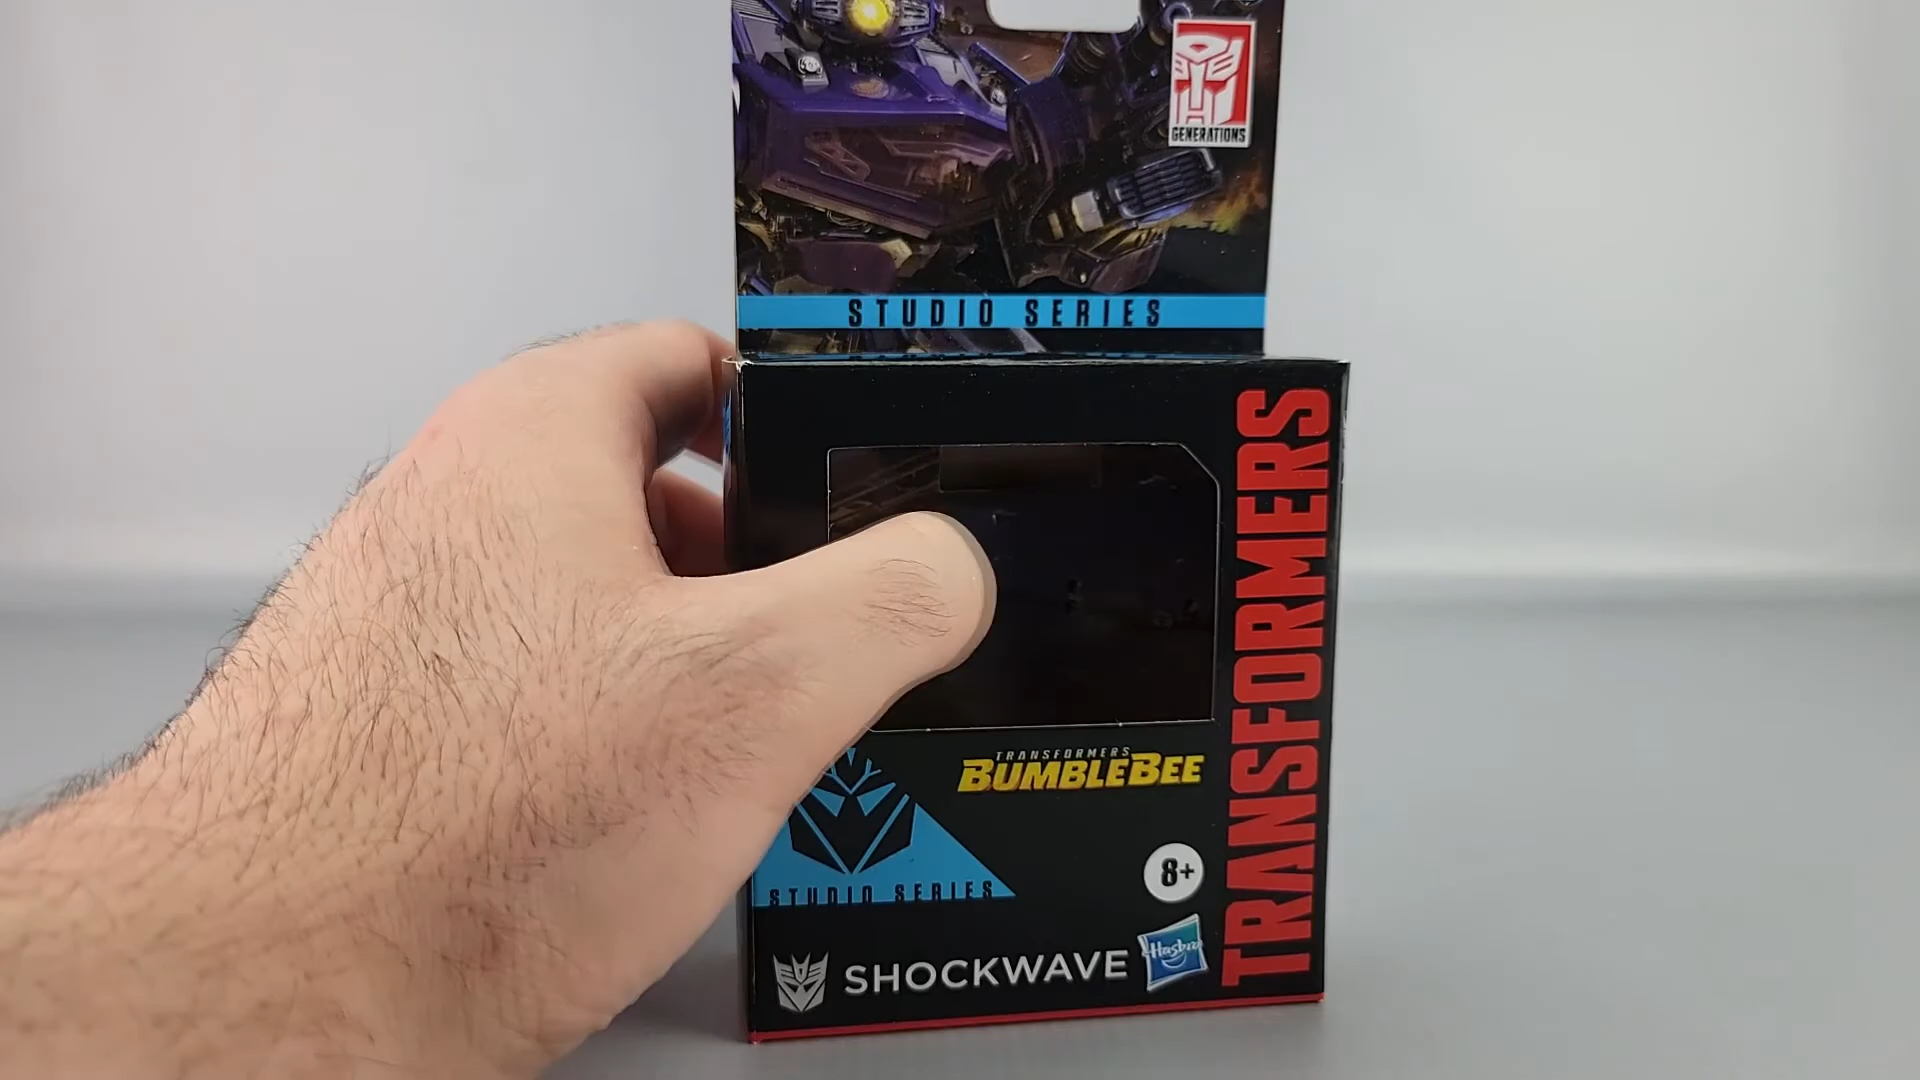 GENERATIONS
STUDIO SERIES
TRANSFORMERS
TRANSFORMERS
BUMBLEBEE
8+
STUDIO SERIES
Hasbro
SHOCKWAVE